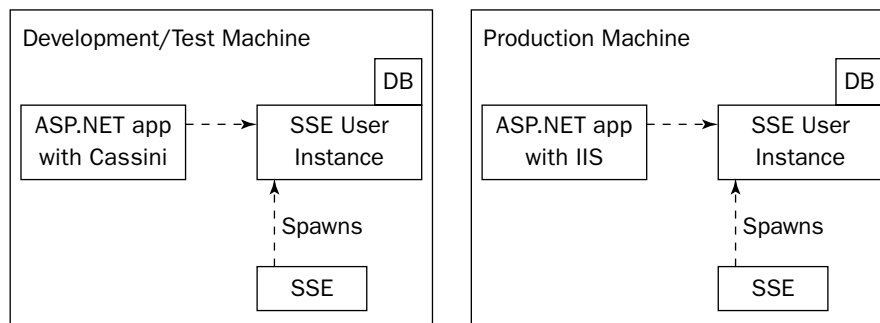 Development/Test Machine
DB
ASP.NET app
with Cassini
SSE User
Instance
Spawns
SSE
Production Machine
DB
ASP.NET app
with IIS
SSE User
Instance
Spawns
SSE